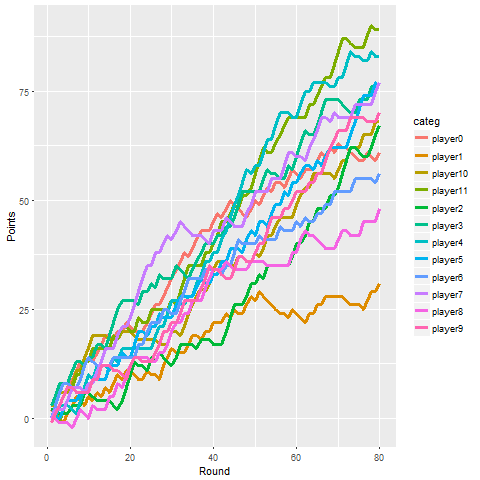 75
50
25
0
Points
0
20
40
60
80
Round
categ
player0
player1
player10
player11
player2
player3
player4
player5
player6
player7
player8
player9